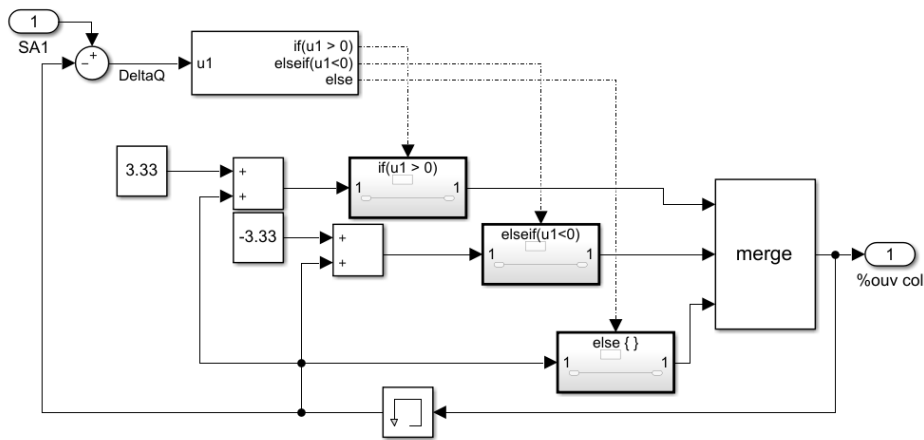 1
SA1
+
−
DeltaQ
u1
if(u1 > 0)
elseif(u1<0)
else
3.33
+
+
if(u1 > 0)
1
1
-3.33
+
+
elseif(u1<0)
1
1
merge
1
%ouv col
else { }
1
1